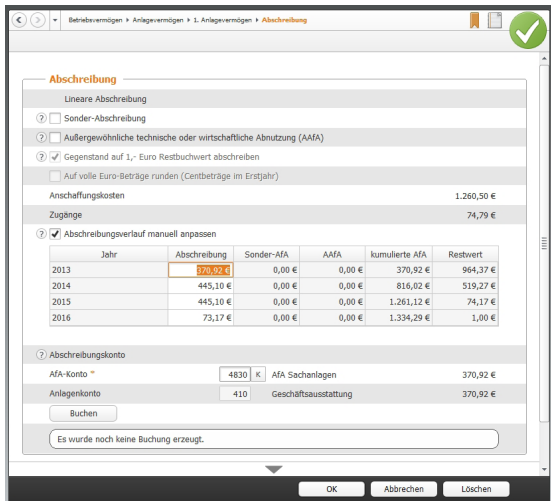 Betriebsvermögen Anlagevermögen 1. Anlagevermögen Abschreibung
Abschreibung
Lineare Abschreibung
? Sonder-Abschreibung
? Außergewöhnliche technische oder wirtschaftliche Abnutzung (AAfA)
? Gegenstand auf 1,- Euro Restbuchwert abschreiben
Auf volle Euro-Beträge runden (Centbeträge im Erstjahr)
Anschaffungskosten 1.260,50 €
Zugänge 74,79 €
? Abschreibungsverlauf manuell anpassen
Jahr Abschreibung Sonder-AfA AAfA kumulierte AfA Restwert
2013 370,92 € 0,00 € 0,00 € 370,92 € 964,37 €
2014 445,10 € 0,00 € 0,00 € 816,02 € 519,27 €
2015 445,10 € 0,00 € 0,00 € 1.261,12 € 74,17 €
2016 73,17 € 0,00 € 0,00 € 1.334,29 € 1,00 €
? Abschreibungskonto
AfA-Konto * 4830 K AfA Sachanlagen 370,92 €
Anlagenkonto 410 Geschäftsausstattung 370,92 €
Buchen
Es wurde noch keine Buchung erzeugt.
OK Abbrechen Löschen